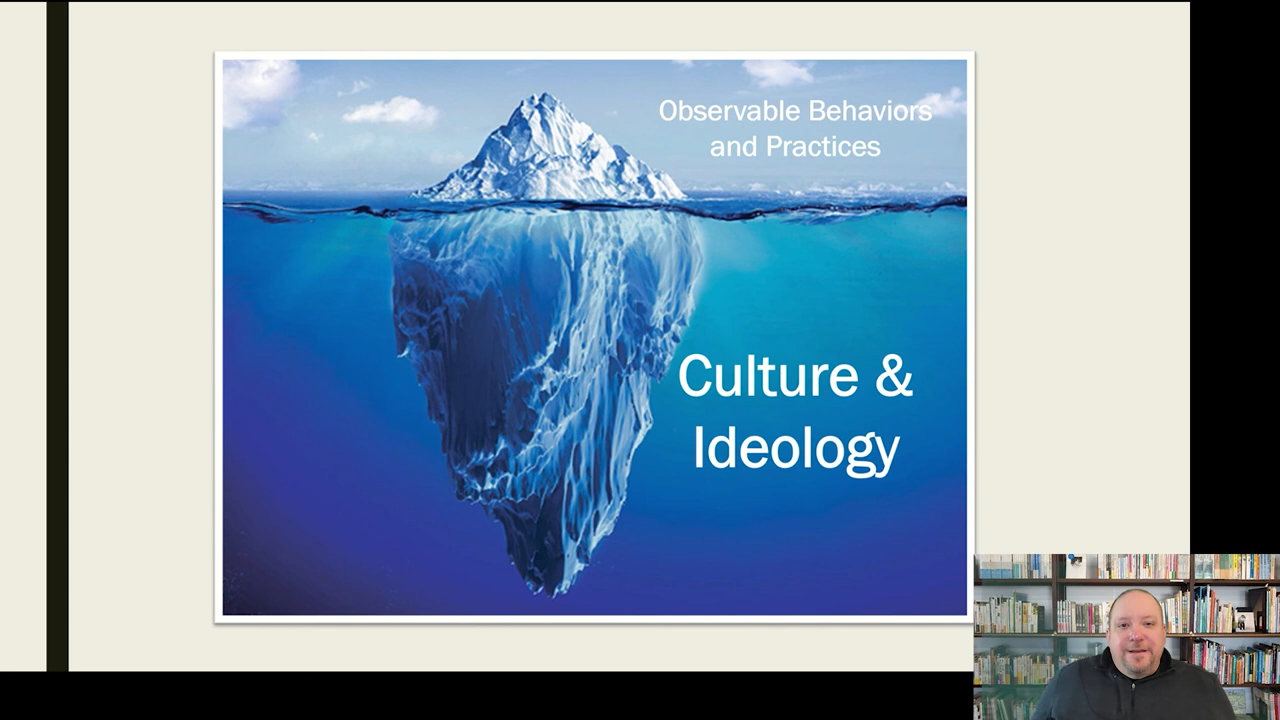 Observable Behaviors
and Practices
Culture &
Ideology